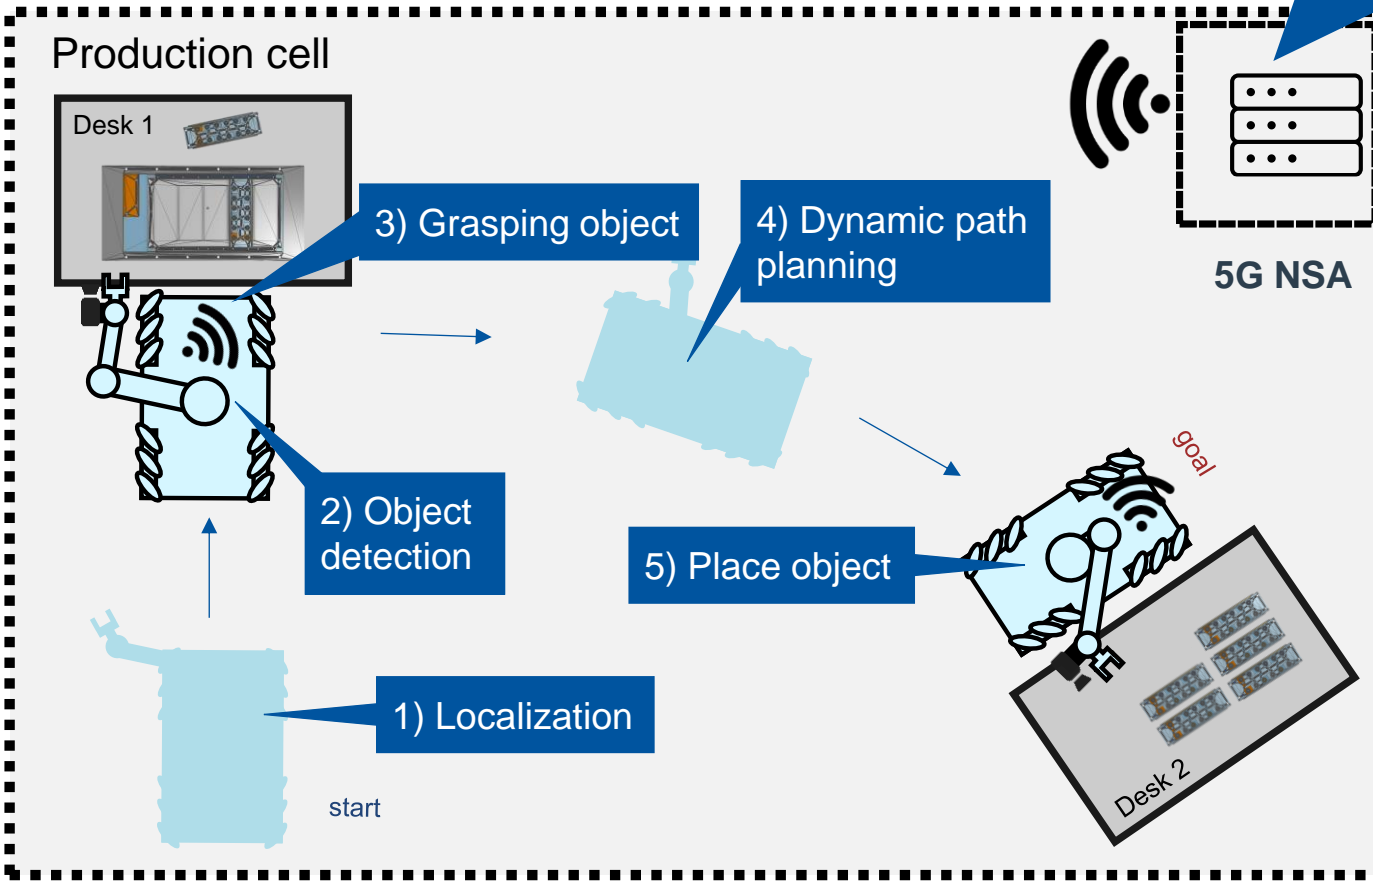 Production cell
Desk 1
3) Grasping object
4) Dynamic path
planning
5G NSA
2) Object
detection
goal
5) Place object
1) Localization
Desk 2
start